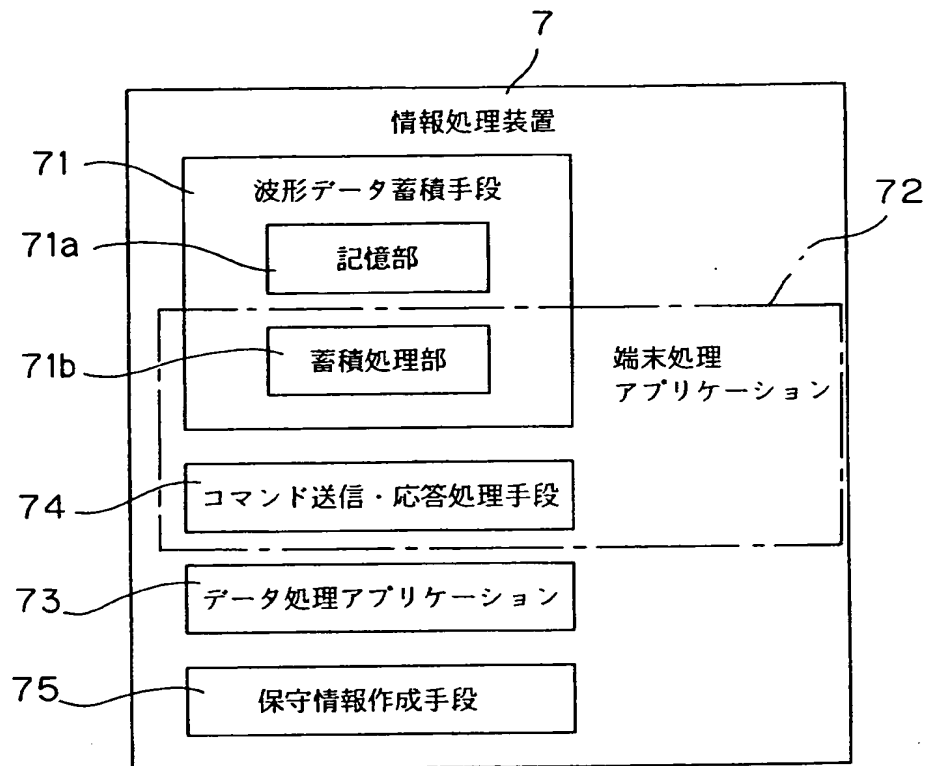 7
情報処理装置
71
波形データ蓄積手段
72
71a
記憶部
71b
蓄積処理部
端末処理
アプリケーション
74
コマンド送信・応答処理手段
73
データ処理アプリケーション
75
保守情報作成手段